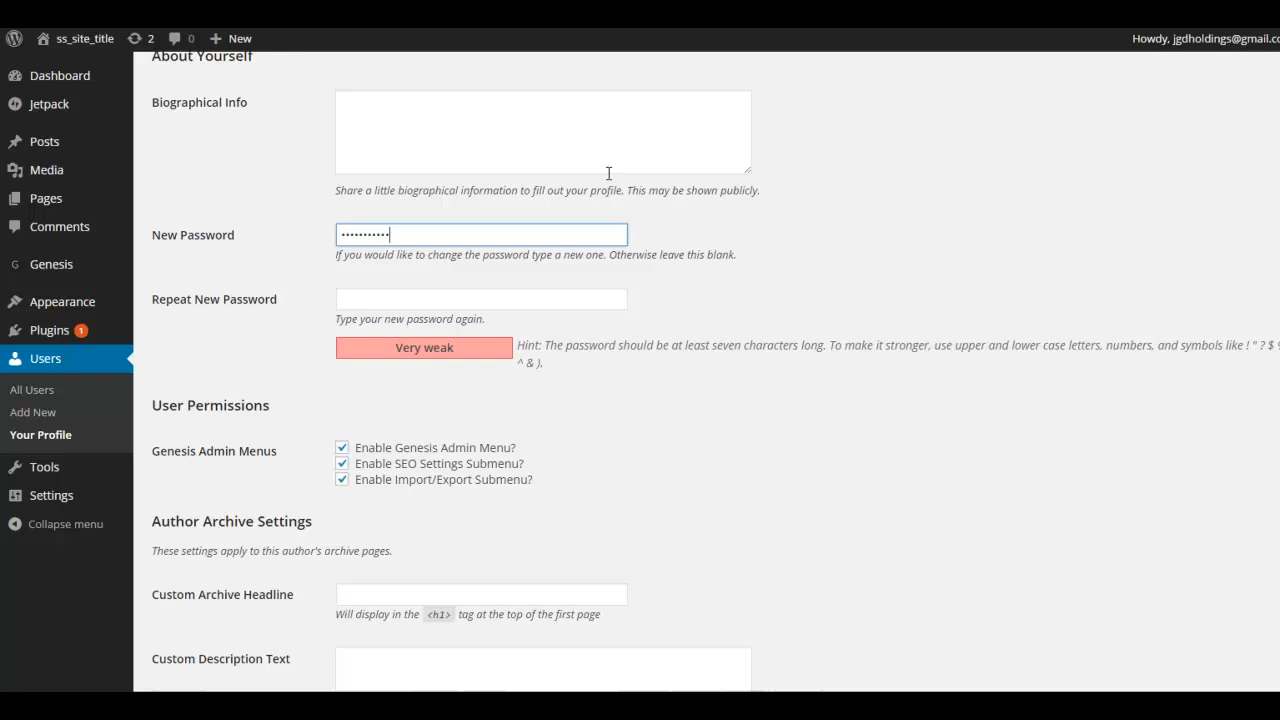 ss_site_title 2 0 New Howdy, jgdholdings@gmail.co
Dashboard
Jetpack
Posts
Media
Pages
Comments
G Genesis
Appearance
Plugins 1
Users
All Users
Add New
Your Profile
Tools
Settings
Collapse menu
About Yourself
Biographical Info
Share a little biographical information to fill out your profile. This may be shown publicly.
New Password
•••••••••••
If you would like to change the password type a new one. Otherwise leave this blank.
Repeat New Password
Type your new password again.
Very weak
Hint: The password should be at least seven characters long. To make it stronger, use upper and lower case letters, numbers, and symbols like ! " ? $ %
^ & ).
User Permissions
Genesis Admin Menus
Enable Genesis Admin Menu?
Enable SEO Settings Submenu?
Enable Import/Export Submenu?
Author Archive Settings
These settings apply to this author's archive pages.
Custom Archive Headline
Will display in the <h1> tag at the top of the first page
Custom Description Text